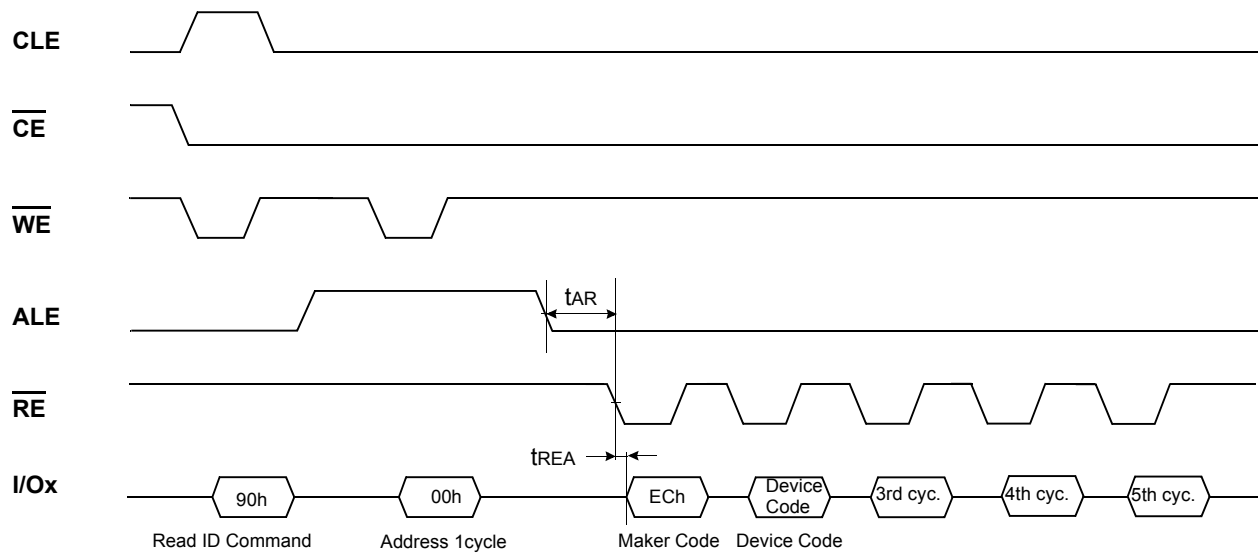 CLE
CE
WE
ALE
tAR
RE
tREA
I/Ox
90h
00h
ECh
Device
Code
3rd cyc.
4th cyc.
5th cyc.
Read ID Command
Address 1cycle
Maker Code
Device Code